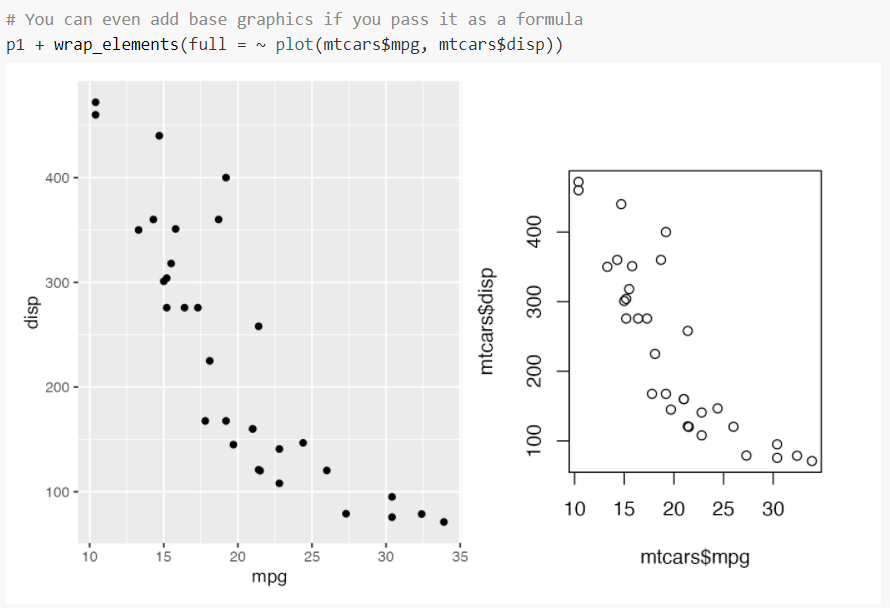 # You can even add base graphics if you pass it as a formula
p1 + wrap_elements(full = ~ plot(mtcars$mpg, mtcars$disp))
400
300
200
100
disp
10 15 20 25 30 35
mpg
400
300
200
100
mtcars$disp
10 15 20 25 30
mtcars$mpg